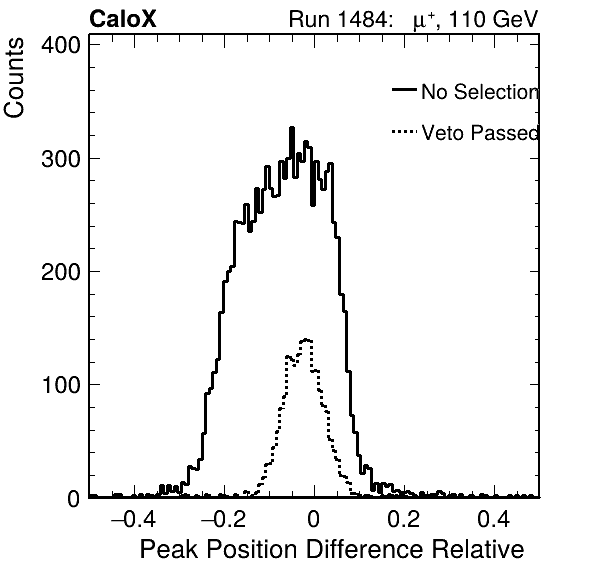 CaloX Run 1484: μ⁺, 110 GeV
Counts
400
No Selection
Veto Passed
300
200
100
0
−0.4 −0.2 0 0.2 0.4
Peak Position Difference Relative